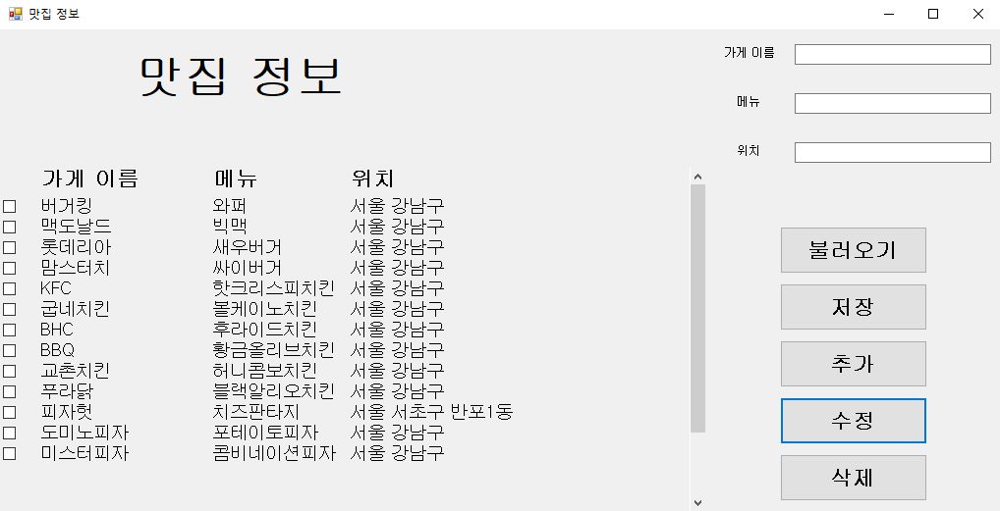 맛집 정보
맛집 정보
가게 이름
메뉴
위치
가게 이름 메뉴 위치
버거킹 와퍼 서울 강남구
맥도날드 빅맥 서울 강남구
롯데리아 새우버거 서울 강남구
맘스터치 싸이버거 서울 강남구
KFC 핫크리스피치킨 서울 강남구
굽네치킨 볼케이노치킨 서울 강남구
BHC 후라이드치킨 서울 강남구
BBQ 황금올리브치킨 서울 강남구
교촌치킨 허니콤보치킨 서울 강남구
푸라닭 블랙알리오치킨 서울 강남구
피자헛 치즈판타지 서울 서초구 반포1동
도미노피자 포테이토피자 서울 강남구
미스터피자 콤비네이션피자 서울 강남구
불러오기
저장
추가
수정
삭제